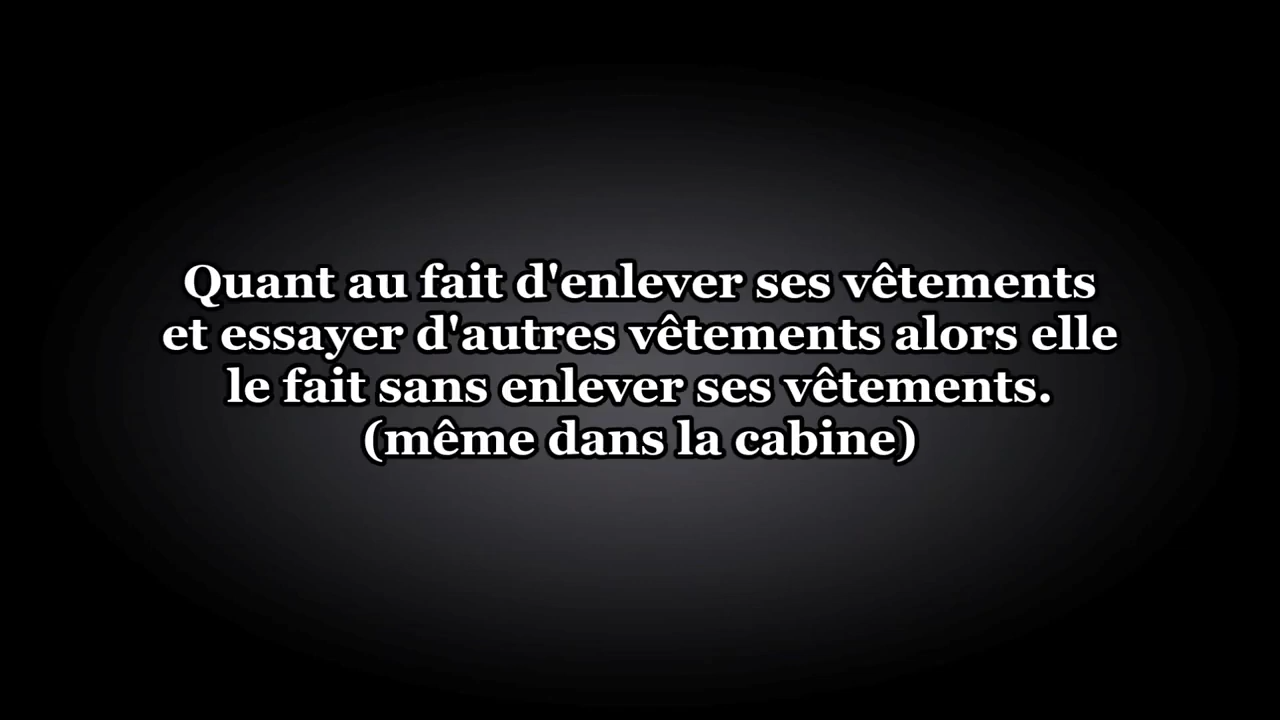 Quant au fait d'enlever ses vêtements
et essayer d'autres vêtements alors elle
le fait sans enlever ses vêtements.
(même dans la cabine)